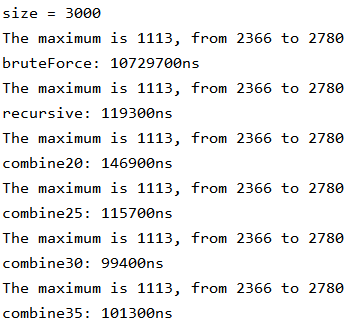 size = 3000
The maximum is 1113, from 2366 to 2780
bruteForce: 10729700ns
The maximum is 1113, from 2366 to 2780
recursive: 119300ns
The maximum is 1113, from 2366 to 2780
combine20: 146900ns
The maximum is 1113, from 2366 to 2780
combine25: 115700ns
The maximum is 1113, from 2366 to 2780
combine30: 99400ns
The maximum is 1113, from 2366 to 2780
combine35: 101300ns